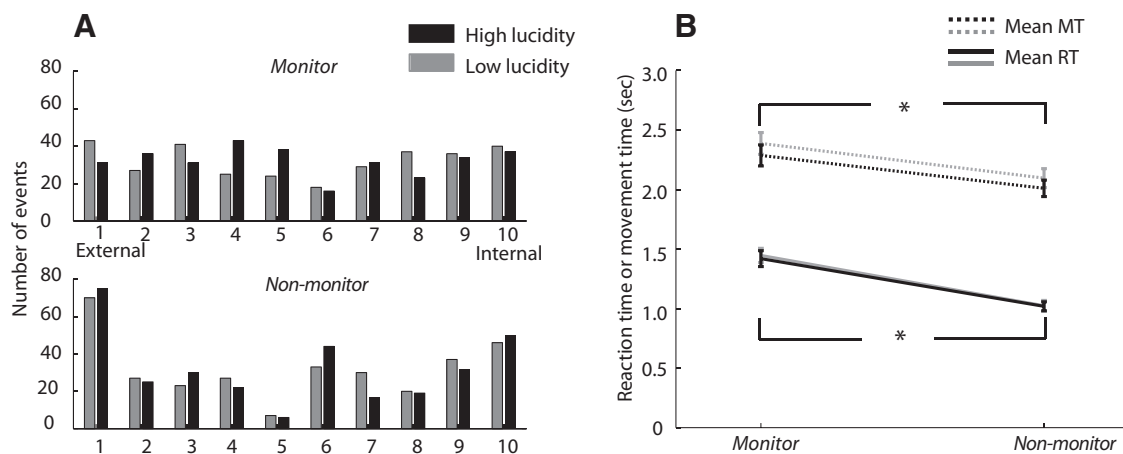 A
High lucidity
Low lucidity
Number of events
Monitor
80
60
40
20
0
1 2 3 4 5 6 7 8 9 10
External Internal
Non-monitor
80
60
40
20
0
1 2 3 4 5 6 7 8 9 10
B
Mean MT
Mean RT
Reaction time or movement time (sec)
3.0
2.5
2.0
1.5
1.0
0.5
0
*
*
Monitor Non-monitor